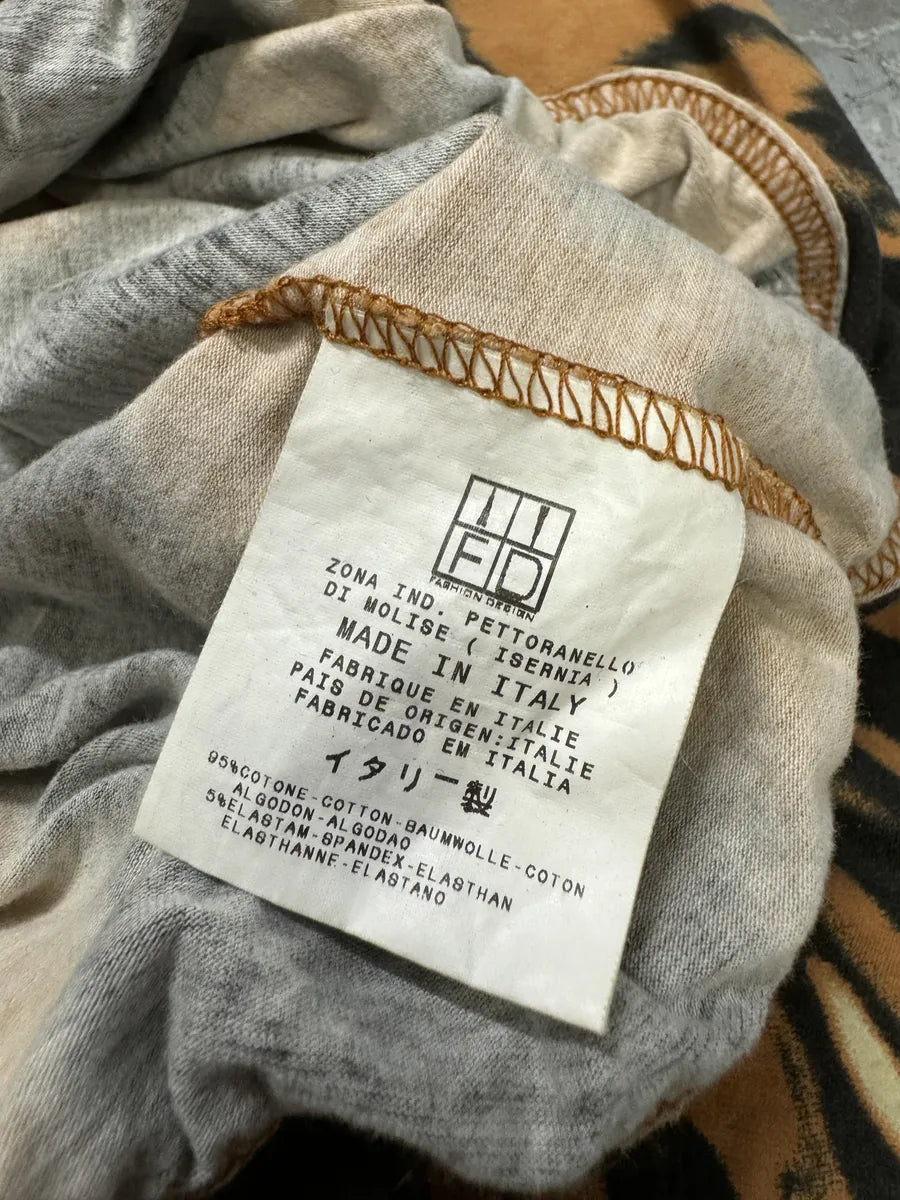 II
FD
FASHION DESIGN
ZONA IND. PETTORANELLO
DI MOLISE ( ISERNIA )
MADE IN ITALY
FABRIQUE EN ITALIE
PAIS DE ORIGEN:ITALIE
FABRICADO EM ITALIA
イタリー製
95%COTONE-COTTON-BAUMWOLLE-COTON
ALGODON-ALGODAO
5%ELASTAM-SPANDEX-ELASTHAN
ELASTHANNE-ELASTANO